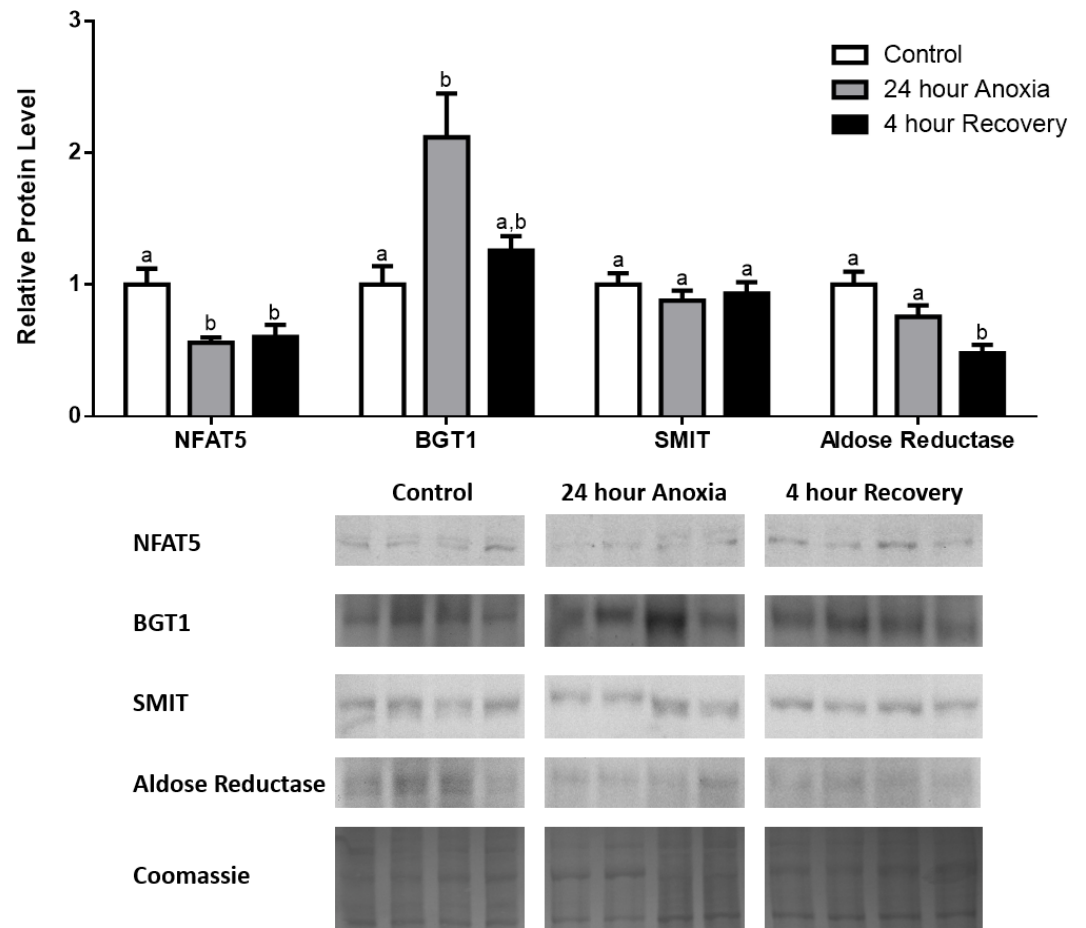 3
2
1
0
Relative Protein Level
Control
24 hour Anoxia
4 hour Recovery
a
b
b
a
b
a,b
a
a
a
a
a
b
NFAT5
BGT1
SMIT
Aldose Reductase
Control
24 hour Anoxia
4 hour Recovery
NFAT5
BGT1
SMIT
Aldose Reductase
Coomassie